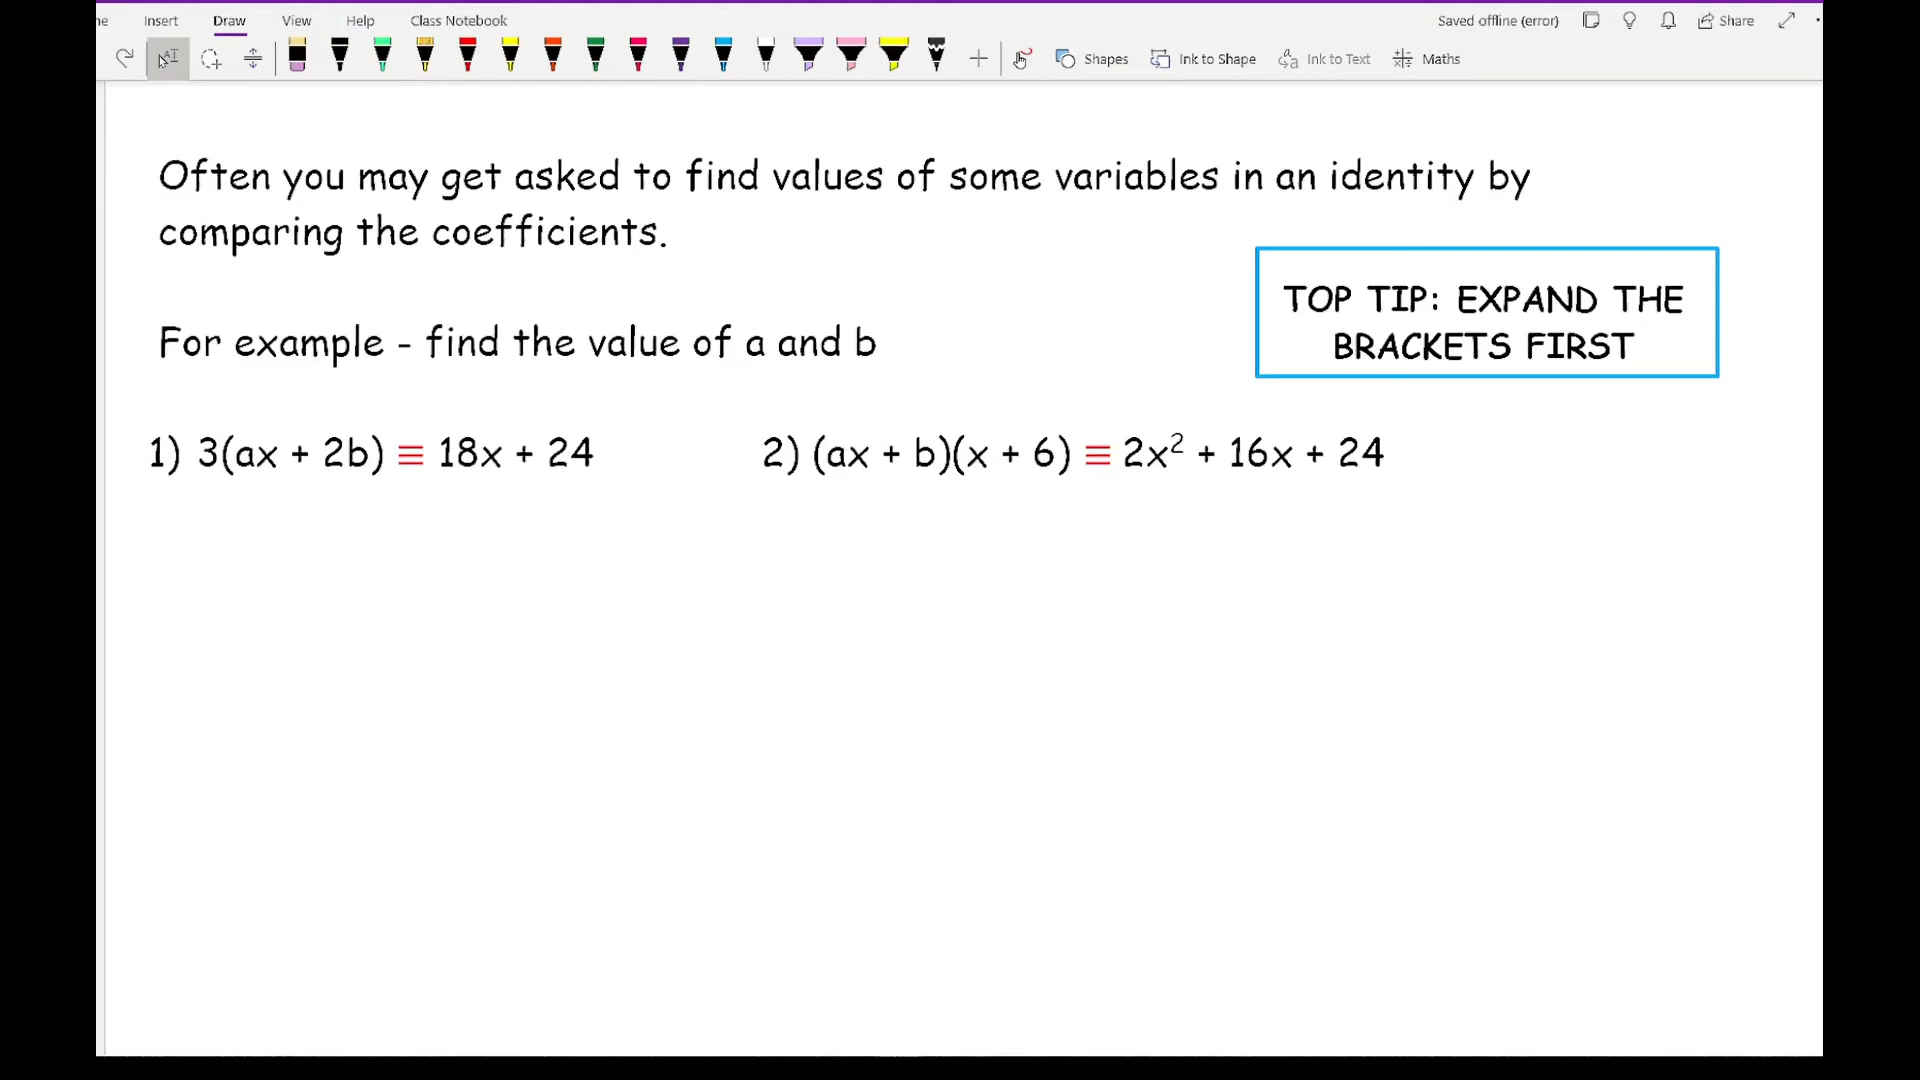 Insert Draw View Help Class Notebook Saved offline (error) Share
Shapes Ink to Shape Ink to Text Maths
Often you may get asked to find values of some variables in an identity by
comparing the coefficients.
TOP TIP: EXPAND THE
BRACKETS FIRST
For example - find the value of a and b
1) 3(ax + 2b) ≡ 18x + 24
2) (ax + b)(x + 6) ≡ 2x² + 16x + 24